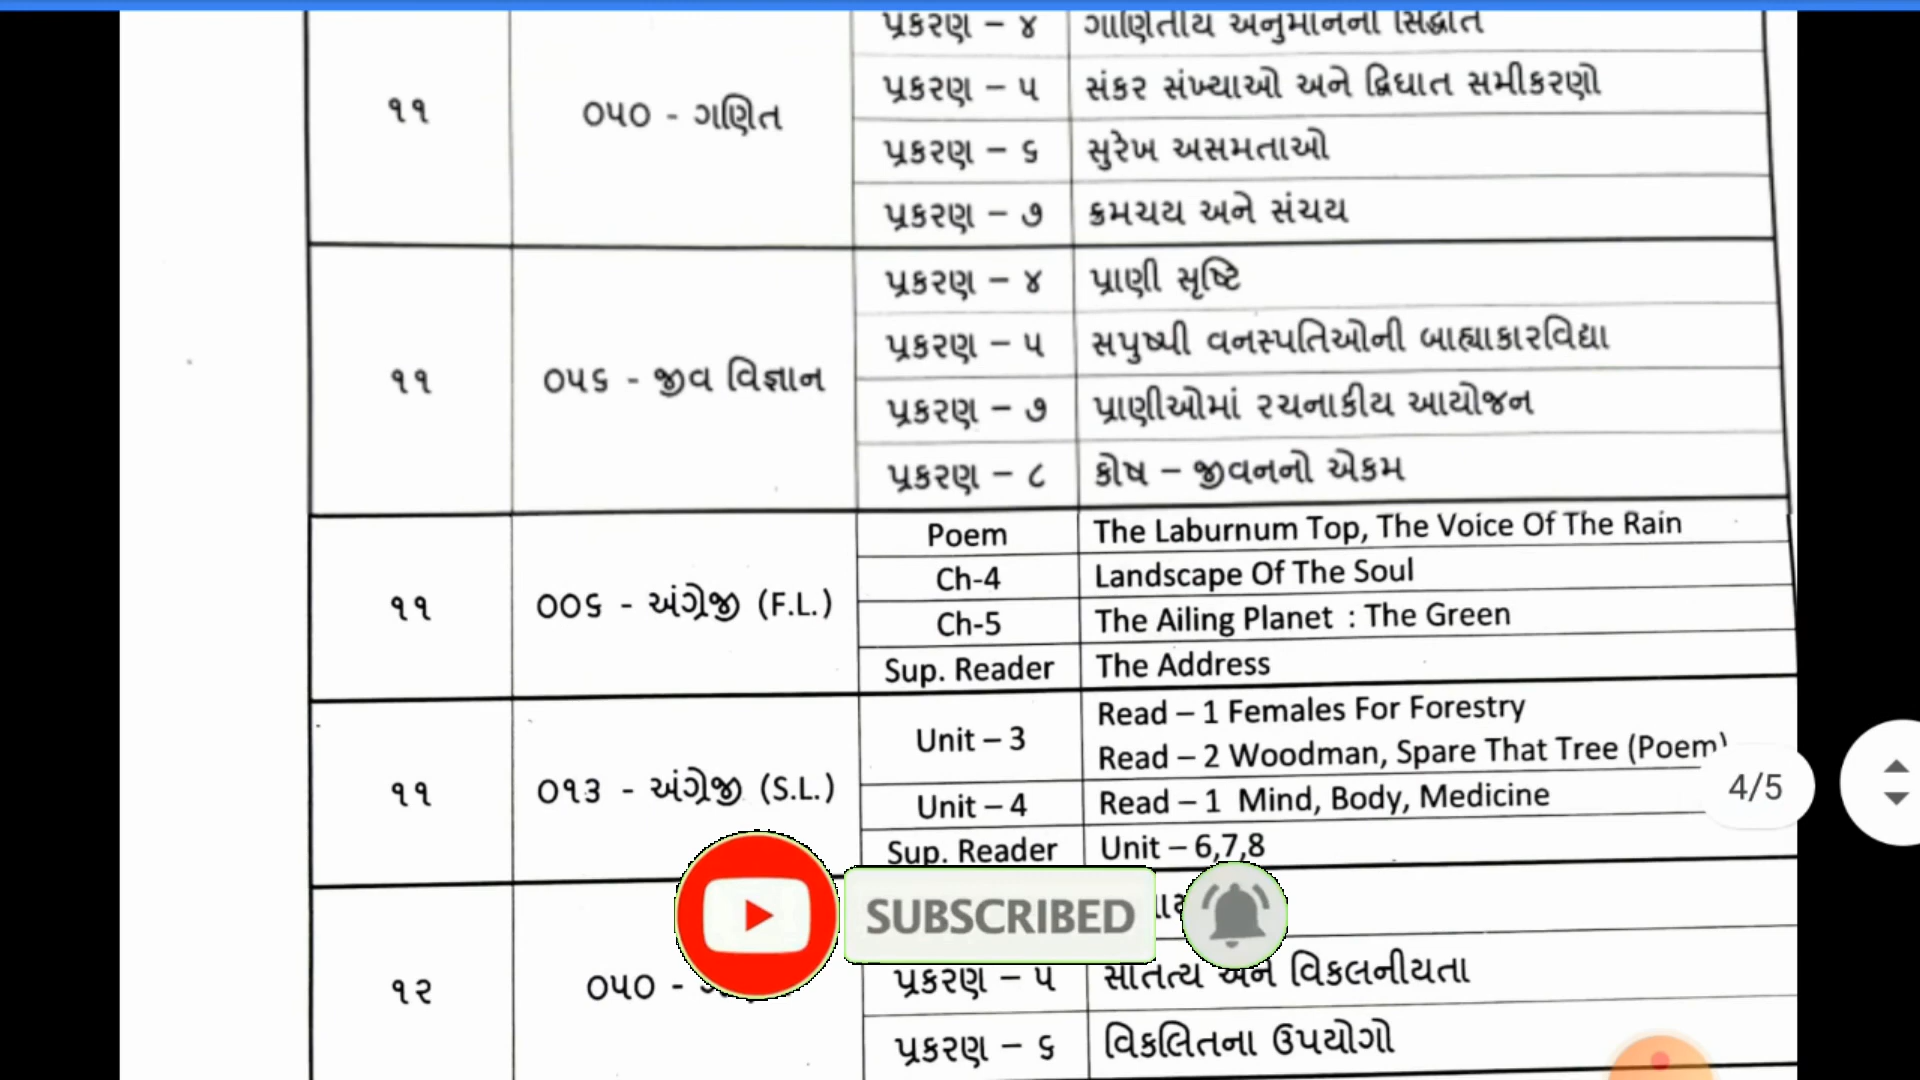 પ્રકરણ – ૪ ગાણિતીય અનુમાનનો સિદ્ધાંત
૧૧ ૦૫૦ - ગણિત
પ્રકરણ – ૫ સંકર સંખ્યાઓ અને દ્વિઘાત સમીકરણો
પ્રકરણ – ૬ સુરેખ અસમતાઓ
પ્રકરણ – ૭ ક્રમચય અને સંચય
પ્રકરણ – ૪ પ્રાણી સૃષ્ટિ
પ્રકરણ – ૫ સપુષ્પી વનસ્પતિઓની બાહ્યાકારવિદ્યા
૧૧ ૦૫૬ - જીવ વિજ્ઞાન
પ્રકરણ – ૭ પ્રાણીઓમાં રચનાકીય આયોજન
પ્રકરણ – ૮ કોષ – જીવનનો એકમ
Poem The Laburnum Top, The Voice Of The Rain
Ch-4 Landscape Of The Soul
૧૧ ૦૦૬ - અંગ્રેજી (F.L.)
Ch-5 The Ailing Planet : The Green
Sup. Reader The Address
Unit – 3 Read – 1 Females For Forestry
Read – 2 Woodman, Spare That Tree (Poem)
૧૧ ૦૧૩ - અંગ્રેજી (S.L.)
Unit – 4 Read – 1 Mind, Body, Medicine
4/5
Sup. Reader Unit – 6,7,8
SUBSCRIBED
પ્રકરણ – ૫ સાતત્ય અને વિકલનીયતા
૧૨ ૦૫૦ -
પ્રકરણ – ૬ વિકલિતના ઉપયોગો